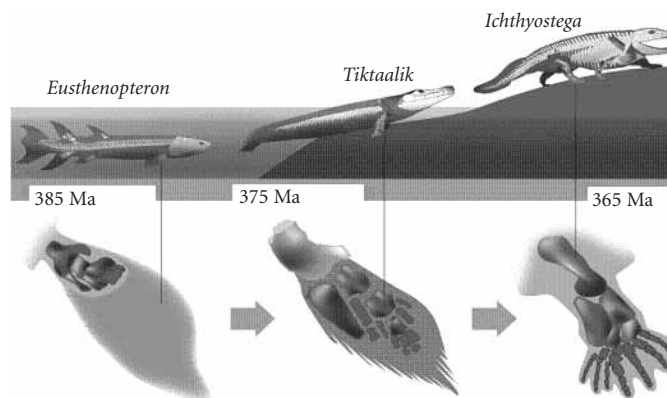 Ichthyostega
Tiktaalik
Eusthenopteron
385 Ma
375 Ma
365 Ma